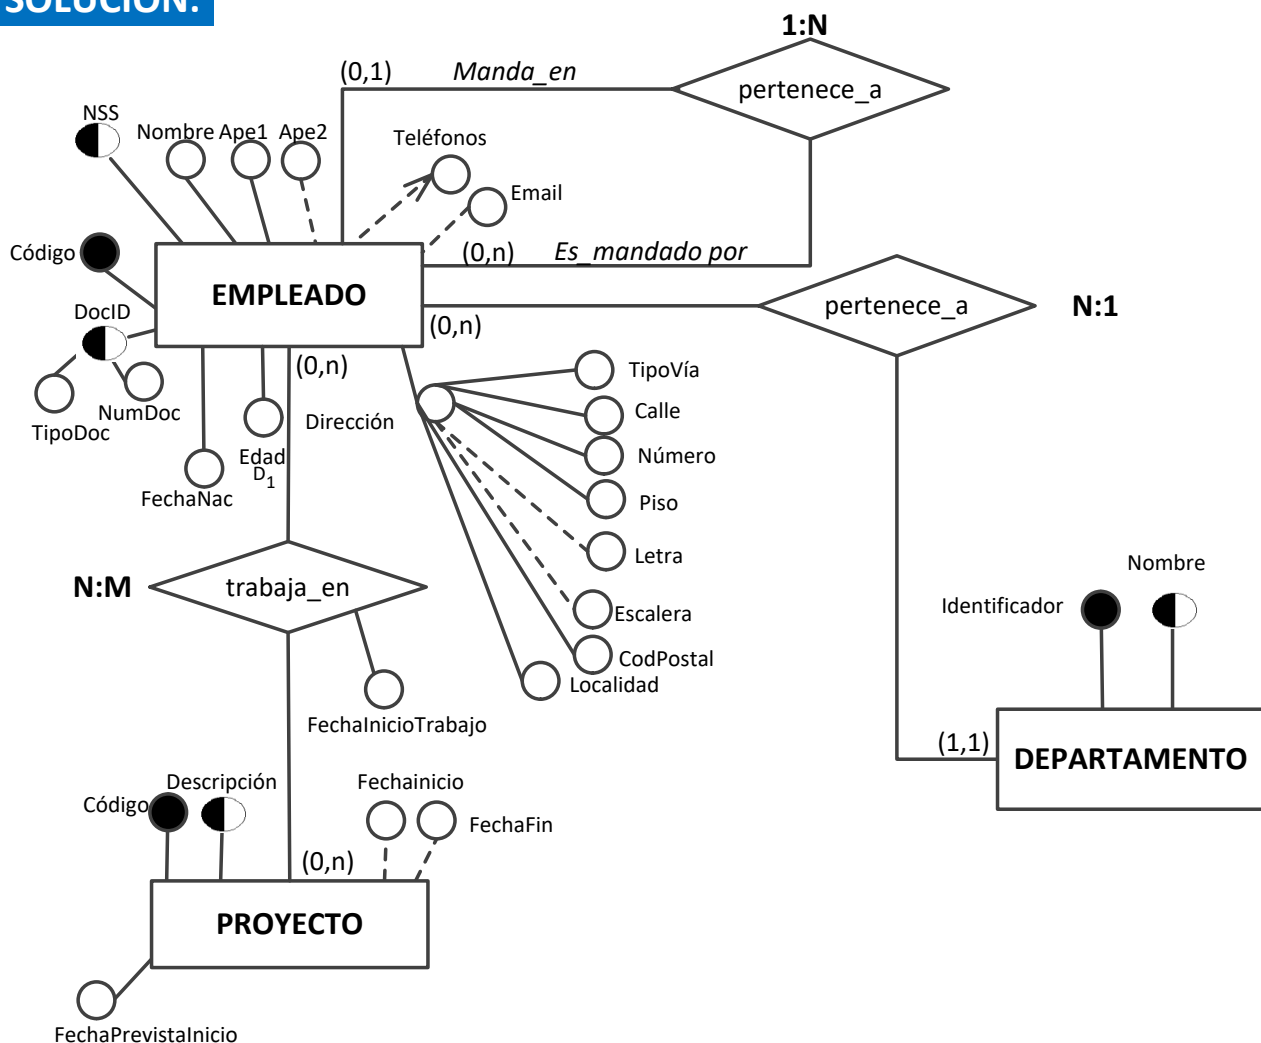 SOLUCIÓN:
1:N
(0,1) Manda_en
pertenece_a
NSS
Nombre Ape1 Ape2
Teléfonos
Email
Código
(0,n) Es_mandado por
EMPLEADO
pertenece_a
N:1
DocID
(0,n)
(0,n)
TipoDoc
NumDoc
FechaNac
Edad
D1
Dirección
TipoVía
Calle
Número
Piso
Letra
Escalera
CodPostal
Localidad
N:M
trabaja_en
FechaInicioTrabajo
Nombre
Identificador
(1,1)
DEPARTAMENTO
Código
Descripción
Fechainicio
FechaFin
(0,n)
PROYECTO
FechaPrevistaInicio